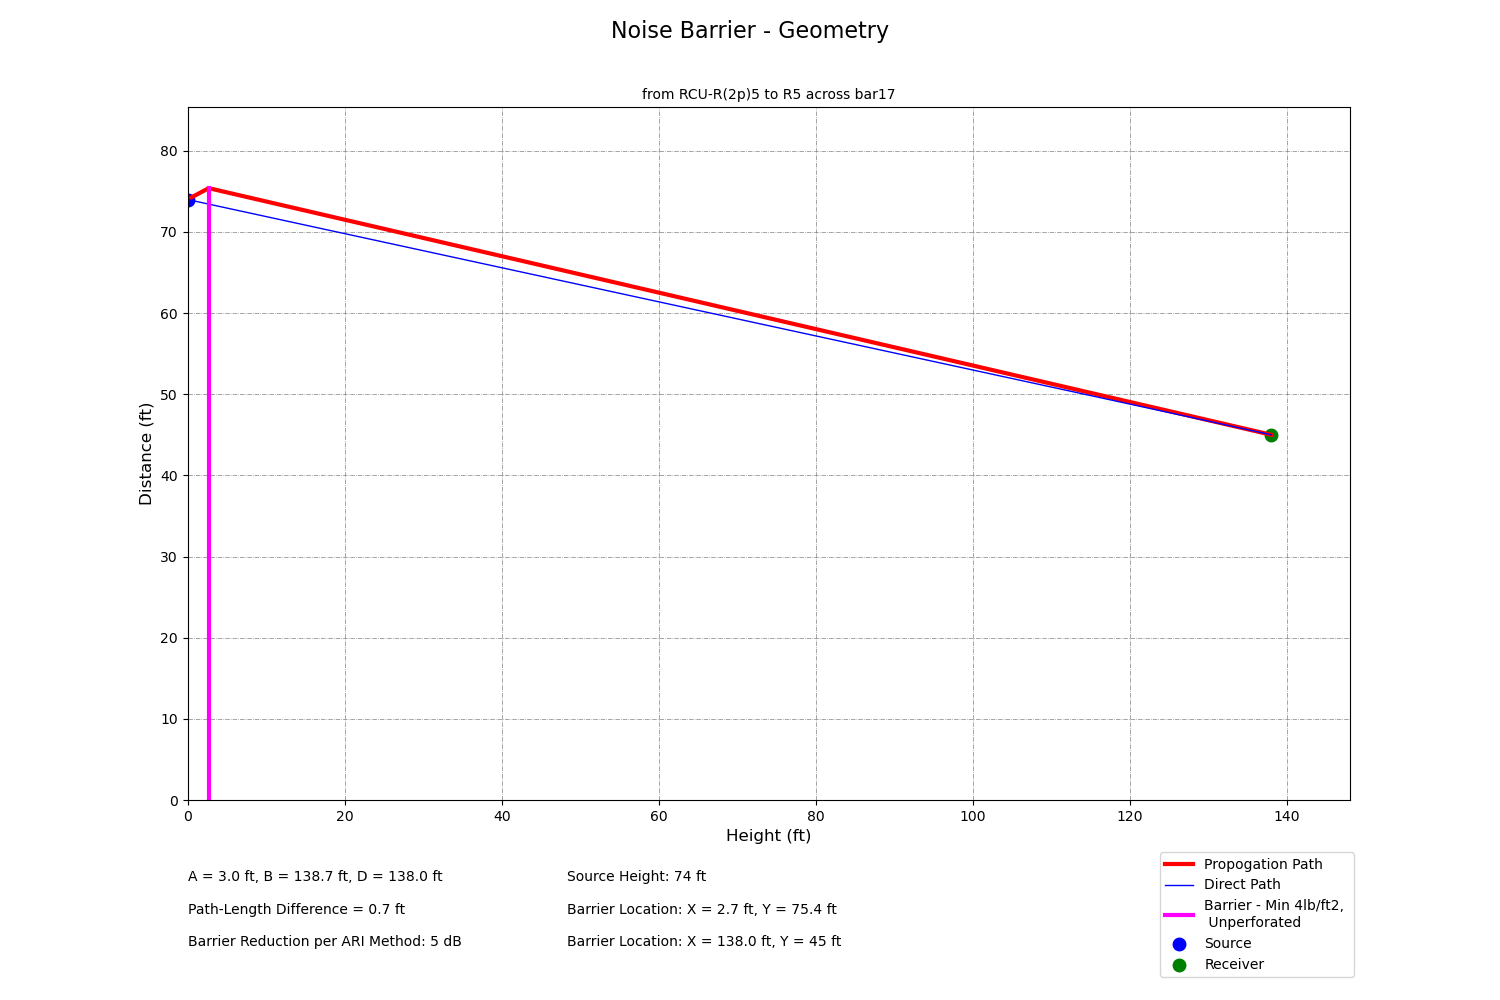 Noise Barrier - Geometry
from RCU-R(2p)5 to R5 across bar17
80
70
60
50
40
30
20
10
0
Distance (ft)
0 20 40 60 80 100 120 140
Height (ft)
A = 3.0 ft, B = 138.7 ft, D = 138.0 ft
Path-Length Difference = 0.7 ft
Barrier Reduction per ARI Method: 5 dB
Source Height: 74 ft
Barrier Location: X = 2.7 ft, Y = 75.4 ft
Barrier Location: X = 138.0 ft, Y = 45 ft
Propogation Path
Direct Path
Barrier - Min 4lb/ft2,
Unperforated
Source
Receiver